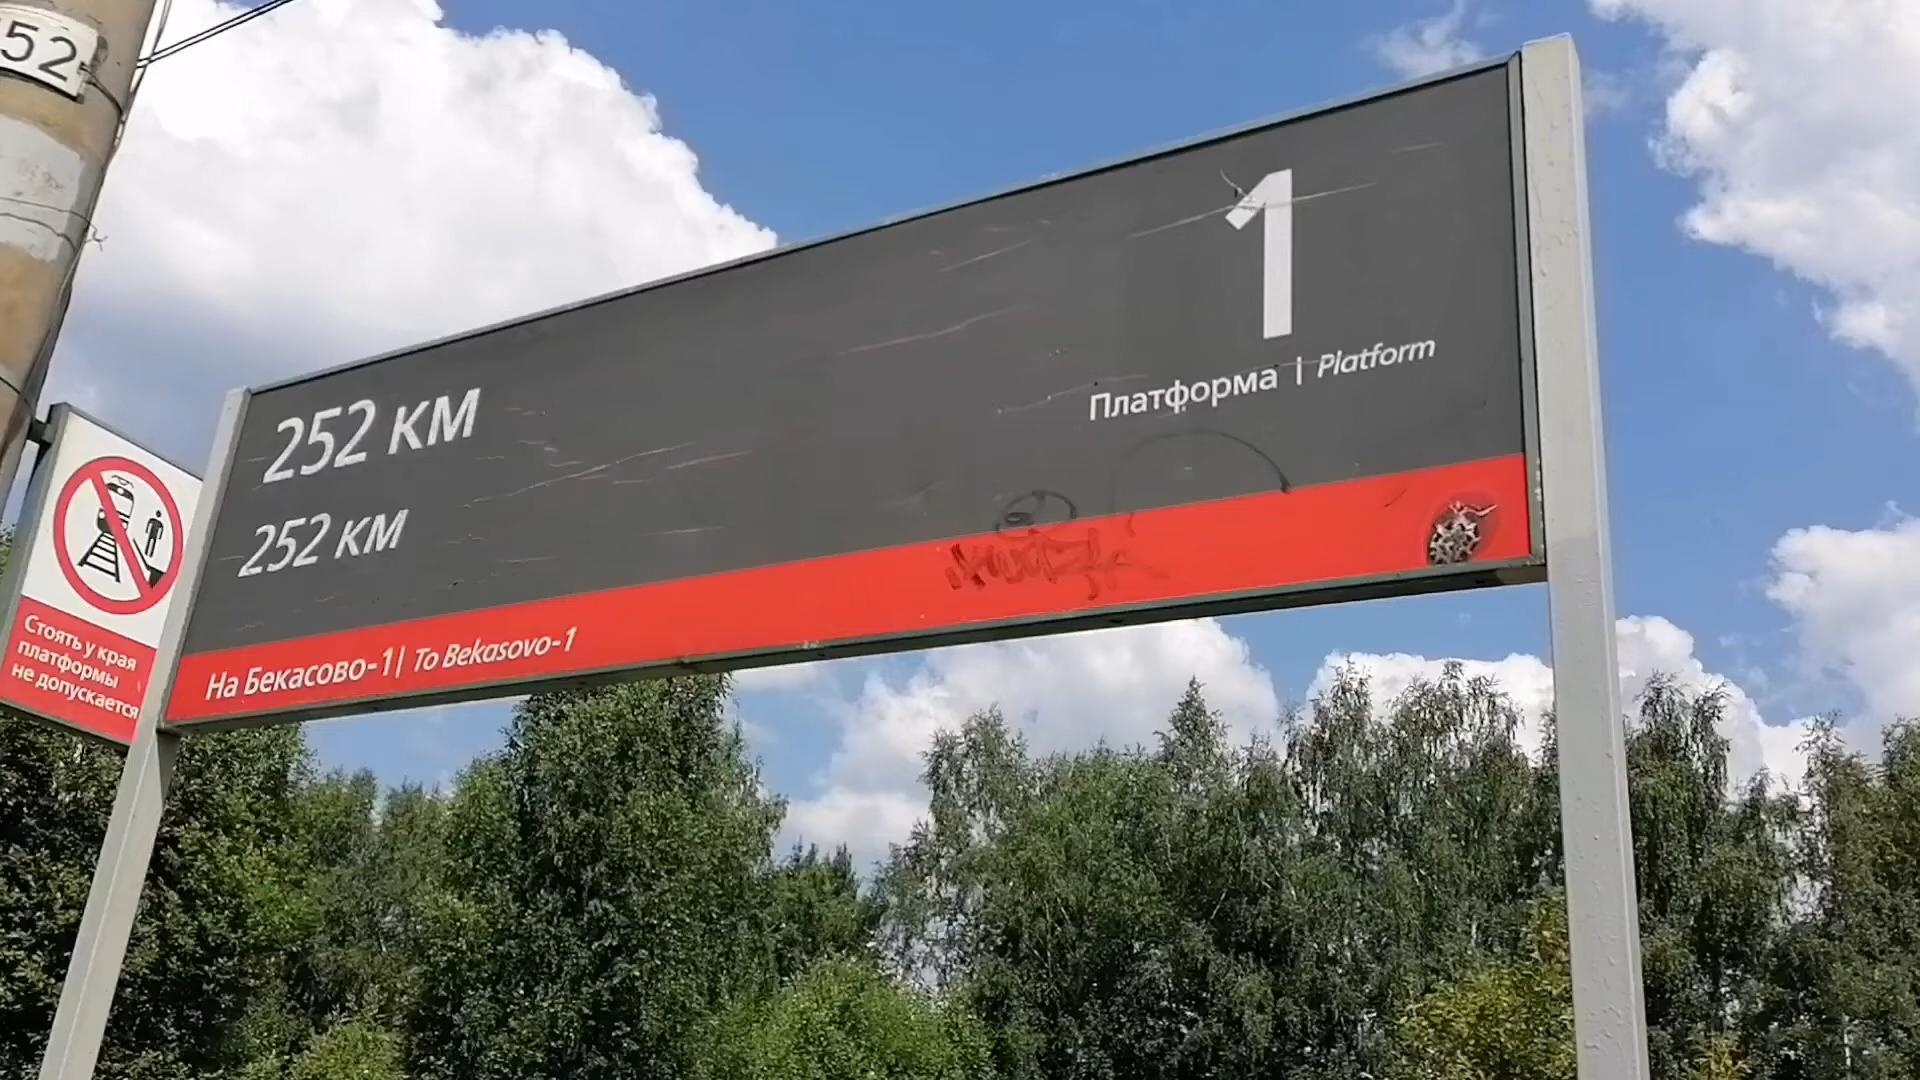 52
252 км
252 км
1
Платформа | Platform
На Бекасово-1| To Bekasovo-1
Стоять у края
платформы
не допускается